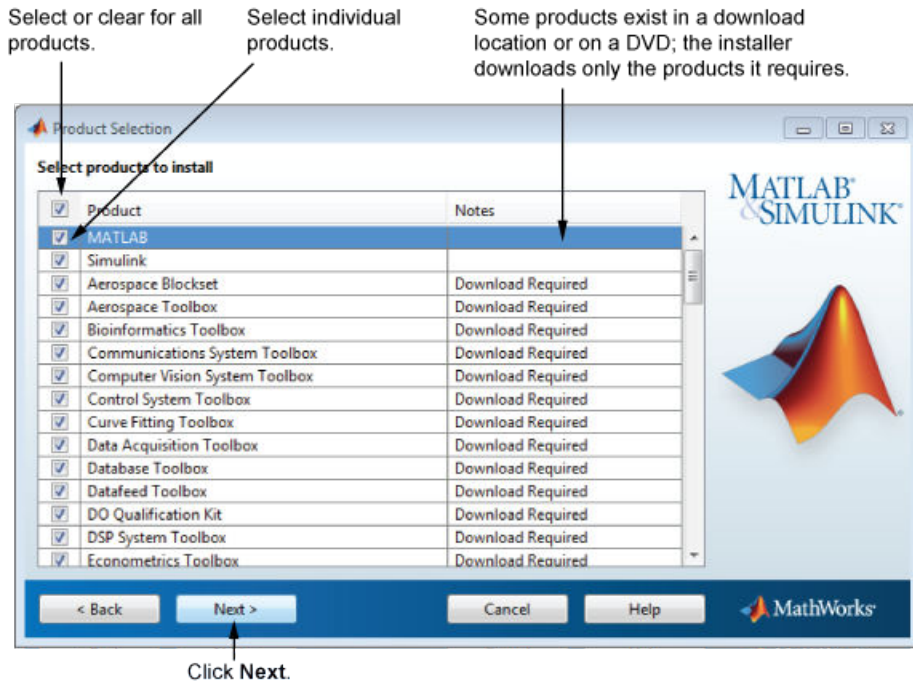 Select or clear for all
products.
Select individual
products.
Some products exist in a download
location or on a DVD; the installer
downloads only the products it requires.
Product Selection
Select products to install
Product Notes
MATLAB
Simulink
Aerospace Blockset Download Required
Aerospace Toolbox Download Required
Bioinformatics Toolbox Download Required
Communications System Toolbox Download Required
Computer Vision System Toolbox Download Required
Control System Toolbox Download Required
Curve Fitting Toolbox Download Required
Data Acquisition Toolbox Download Required
Database Toolbox Download Required
Datafeed Toolbox Download Required
DO Qualification Kit Download Required
DSP System Toolbox Download Required
Econometrics Toolbox Download Required
MATLAB®
&SIMULINK®
< Back Next > Cancel Help MathWorks®
Click Next.